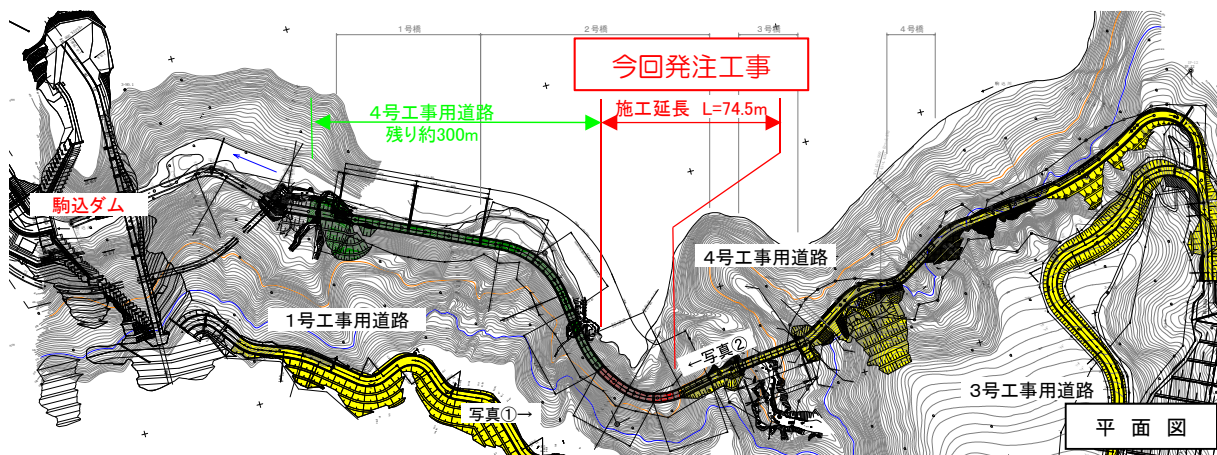 1号橋
2号橋
3号橋
4号橋
今回発注工事
4号工事用道路
残り約300m
施工延長 L=74.5m
駒込ダム
4号工事用道路
1号工事用道路
←写真②
写真①→
3号工事用道路
平面図